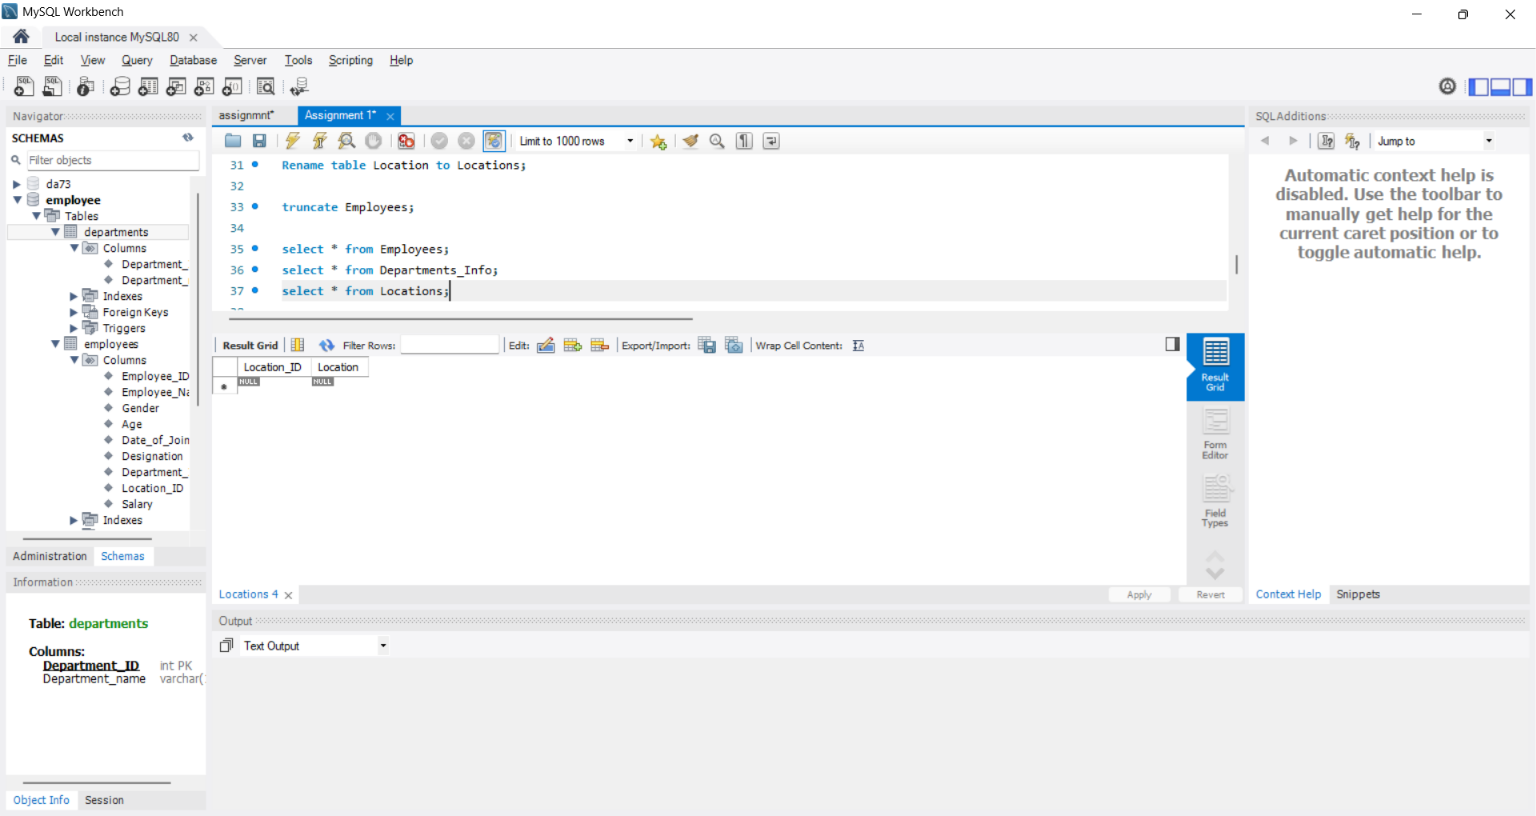 MySQL Workbench
Local instance MySQL80
File Edit View Query Database Server Tools Scripting Help
Navigator
SCHEMAS
Filter objects
da73
employee
Tables
departments
Columns
Department_
Department_
Indexes
Foreign Keys
Triggers
employees
Columns
Employee_ID
Employee_Na
Gender
Age
Date_of_Join
Designation
Department_
Location_ID
Salary
Indexes
Administration Schemas
Information
Table: departments
Columns:
Department_ID int PK
Department_name varchar(
Object Info Session
assignmnt* Assignment 1*
Limit to 1000 rows
31 Rename table Location to Locations;
32
33 truncate Employees;
34
35 select * from Employees;
36 select * from Departments_Info;
37 select * from Locations;
Result Grid Filter Rows: Edit: Export/Import: Wrap Cell Content:
Location_ID Location
NULL NULL
Result
Grid
Form
Editor
Field
Types
Locations 4
Apply Revert
Output
Text Output
SQLAdditions
Jump to
Automatic context help is
disabled. Use the toolbar to
manually get help for the
current caret position or to
toggle automatic help.
Context Help Snippets